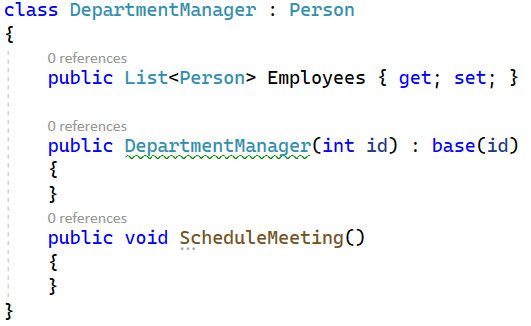 class DepartmentManager : Person
{
0 references
public List<Person> Employees { get; set; }
0 references
public DepartmentManager(int id) : base(id)
{
}
0 references
public void ScheduleMeeting()
{
}
}